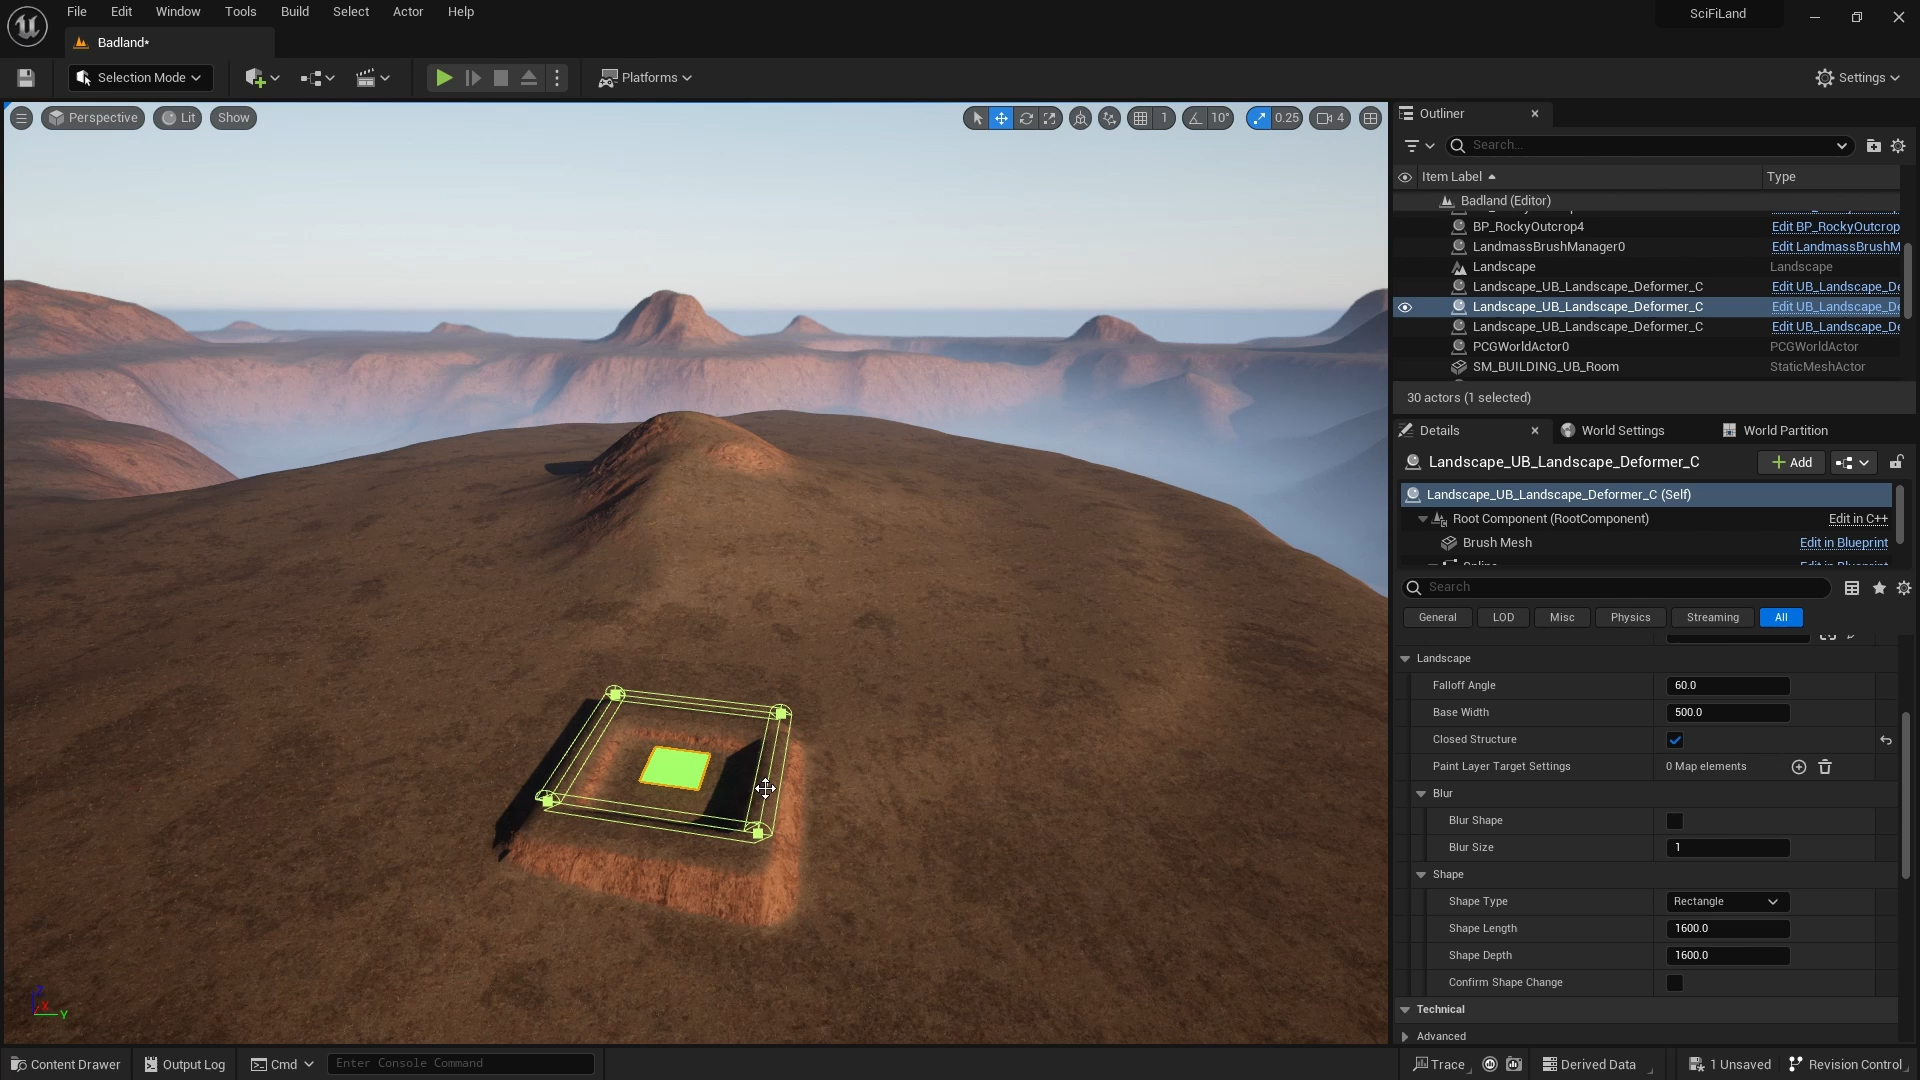 File Edit Window Tools Build Select Actor Help
SciFiLand
Badland*
Selection Mode
Platforms
Settings
Perspective Lit Show
1 10° 0.25 4
Outliner
Search...
Item Label Type
Badland (Editor)
BP_RockyOutcrop4 Edit BP_RockyOutcrop
LandmassBrushManager0 Edit LandmassBrushM
Landscape Landscape
Landscape_UB_Landscape_Deformer_C Edit UB_Landscape_De
Landscape_UB_Landscape_Deformer_C Edit UB_Landscape_De
Landscape_UB_Landscape_Deformer_C Edit UB_Landscape_De
PCGWorldActor0 PCGWorldActor
SM_BUILDING_UB_Room StaticMeshActor
30 actors (1 selected)
Details World Settings World Partition
Landscape_UB_Landscape_Deformer_C Add
Landscape_UB_Landscape_Deformer_C (Self)
Root Component (RootComponent) Edit in C++
Brush Mesh Edit in Blueprint
Search
General LOD Misc Physics Streaming All
Landscape
Falloff Angle 60.0
Base Width 500.0
Closed Structure
Paint Layer Target Settings 0 Map elements
Blur
Blur Shape
Blur Size 1
Shape
Shape Type Rectangle
Shape Length 1600.0
Shape Depth 1600.0
Confirm Shape Change
Technical
Advanced
Z X Y
Content Drawer Output Log Cmd Enter Console Command
Trace Derived Data 1 Unsaved Revision Control